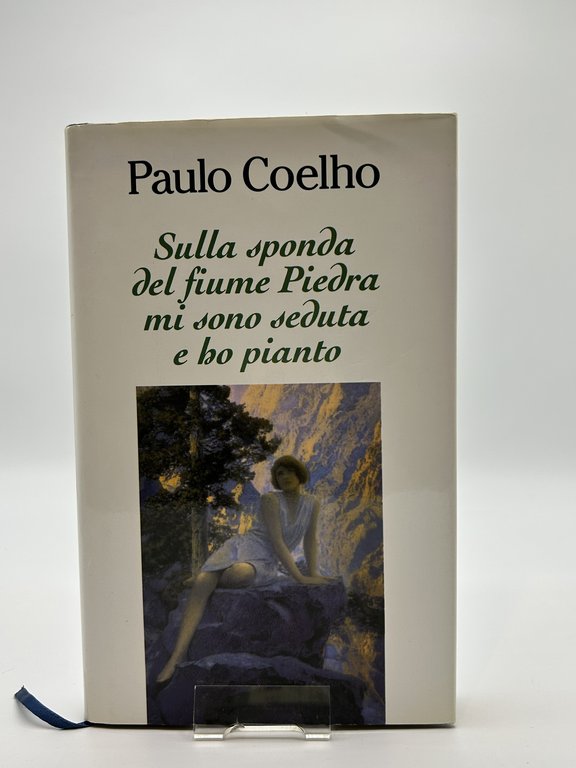 Paulo Coelho
Sulla sponda
del fiume Piedra
mi sono seduta
e ho pianto